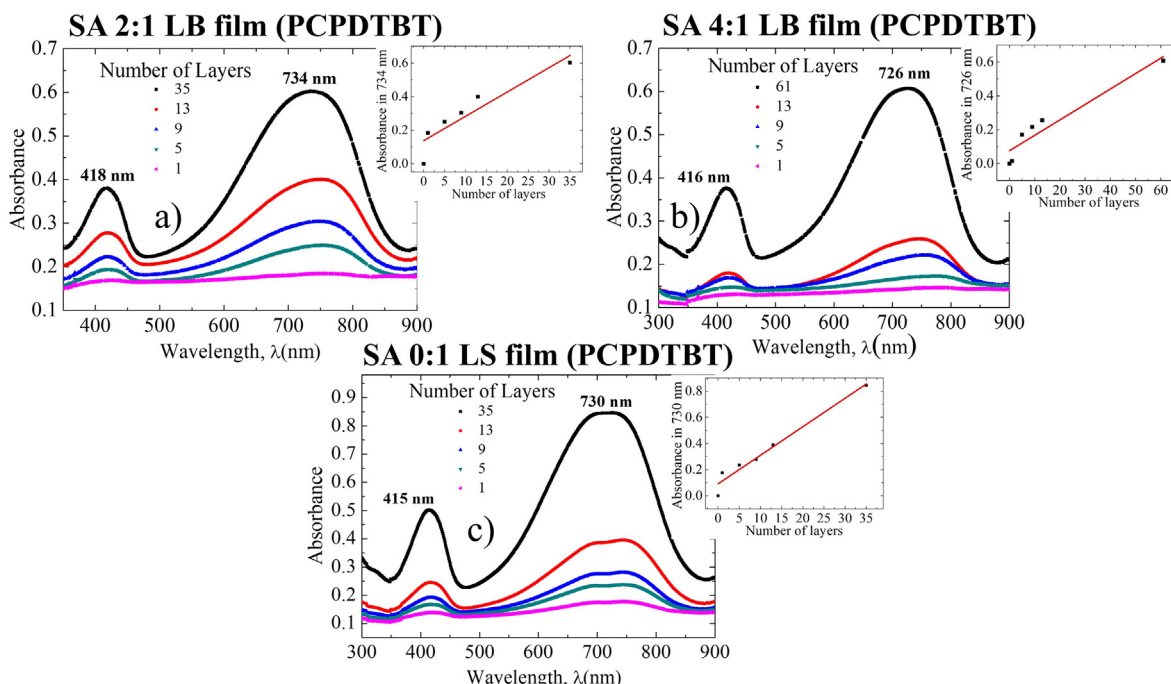 SA 2:1 LB film (PCPDTBT)
0.7
0.6
0.5
0.4
0.3
0.2
0.1
Absorbance
Number of Layers
35
13
9
5
1
418 nm
734 nm
a)
400 500 600 700 800 900
Wavelength, λ(nm)
Absorbance in 734 nm
0.6
0.4
0.2
0.0
0 5 10 15 20 25 30 35
Number of layers
SA 4:1 LB film (PCPDTBT)
0.7
0.6
0.5
0.4
0.3
0.2
0.1
Absorbance
Number of Layers
61
13
9
5
1
416 nm
726 nm
b)
300 400 500 600 700 800 900
Wavelength, λ(nm)
Absorbance in 726 nm
0.6
0.4
0.2
0.0
0 10 20 30 40 50 60
Number of layers
SA 0:1 LS film (PCPDTBT)
0.9
0.8
0.7
0.6
0.5
0.4
0.3
0.2
0.1
Absorbance
Number of Layers
35
13
9
5
1
415 nm
730 nm
c)
300 400 500 600 700 800 900
Wavelength, λ(nm)
Absorbance in 730 nm
0.8
0.6
0.4
0.2
0.0
0 5 10 15 20 25 30 35
Number of layers